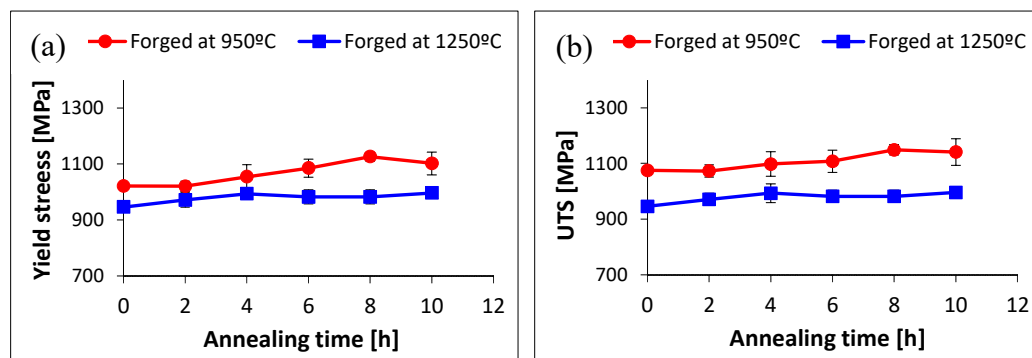 (a)
Forged at 950ºC
Forged at 1250ºC
Yield streess [MPa]
1300
1100
900
700
0 2 4 6 8 10 12
Annealing time [h]
(b)
Forged at 950ºC
Forged at 1250ºC
UTS [MPa]
1300
1100
900
700
0 2 4 6 8 10 12
Annealing time [h]